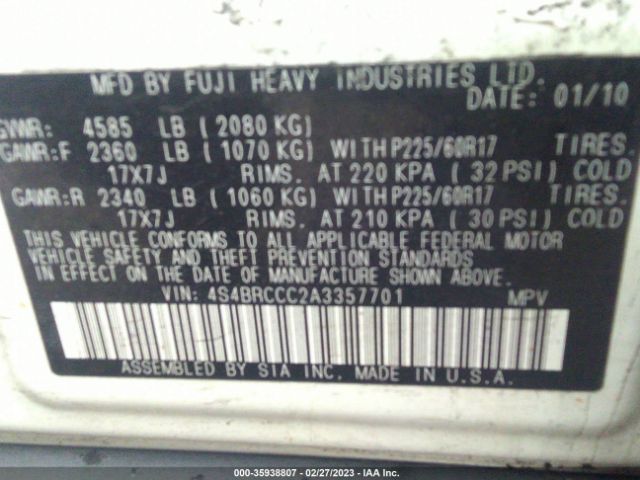 MFD BY FUJI HEAVY INDUSTRIES LTD.
DATE: 01/10
GVWR: 4585 LB ( 2080 KG)
GAWR:F 2360 LB ( 1070 KG) WITH P225/60R17 TIRES.
17X7J RIMS. AT 220 KPA ( 32 PSI) COLD
GAWR:R 2340 LB ( 1060 KG) WITH P225/60R17 TIRES.
17X7J RIMS. AT 210 KPA ( 30 PSI) COLD
THIS VEHICLE CONFORMS TO ALL APPLICABLE FEDERAL MOTOR
VEHICLE SAFETY AND THEFT PREVENTION STANDARDS
IN EFFECT ON THE DATE OF MANUFACTURE SHOWN ABOVE.
VIN: 4S4BRCCC2A3357701 MPV
ASSEMBLED BY SIA INC. MADE IN U.S.A.
000-35938807 - 02/27/2023 - IAA Inc.